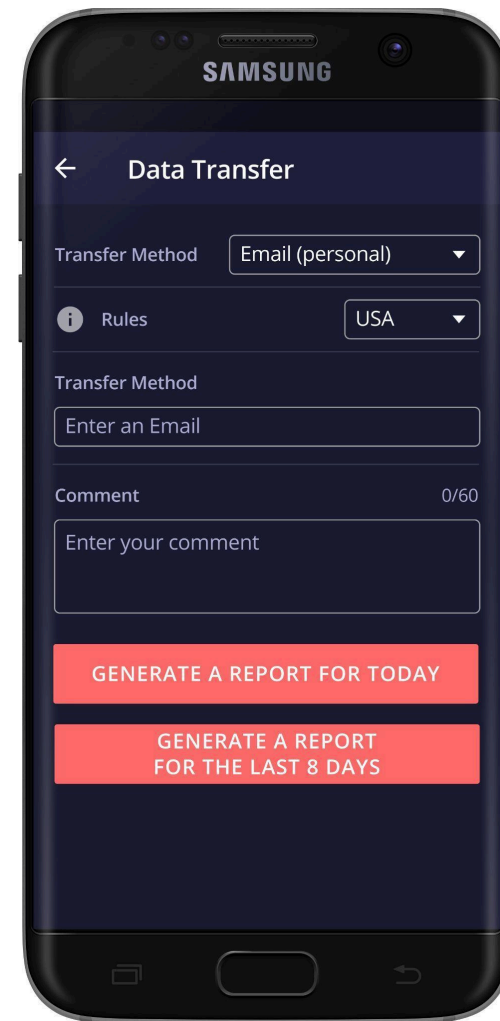 SAMSUNG
Data Transfer
Transfer Method Email (personal)
i Rules USA
Transfer Method
Enter an Email
Comment 0/60
Enter your comment
GENERATE A REPORT FOR TODAY
GENERATE A REPORT
FOR THE LAST 8 DAYS